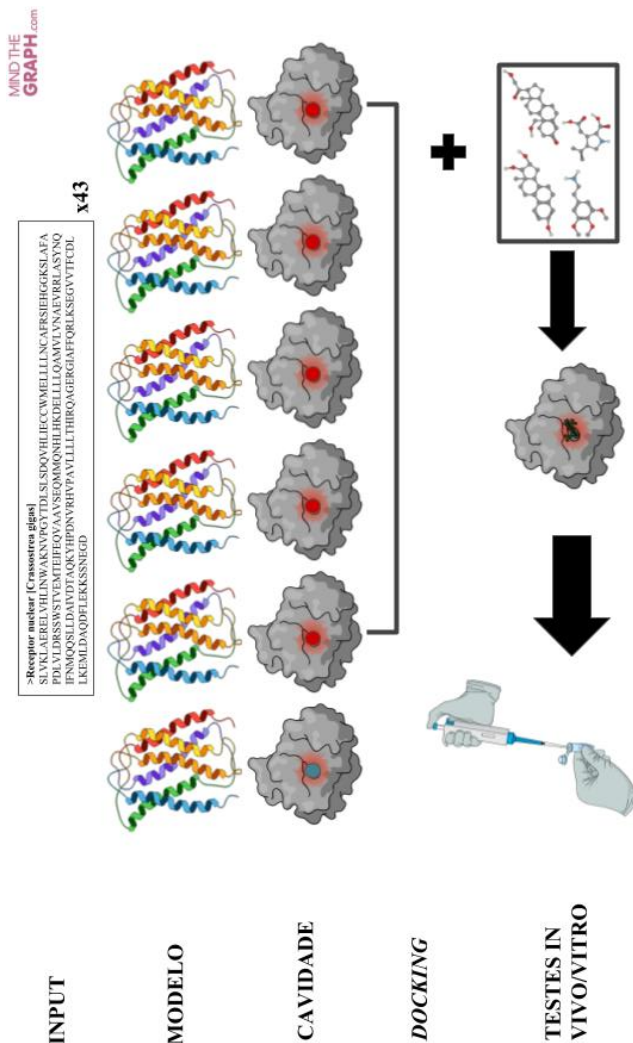 MIND THE
GRAPH.com
INPUT
>Receptor nuclear [Crassostrea gigas]
SLVKLAERELVHLINWAKNVPGYTDLSLSDQVHLIECCWMELLLLNCAFRSIEHGGKSLAFA
PDLVLDRSSWSTVEMTEIFEQVAAVSEQMMQNHLHKDELLLLQAMVLVNAEVRRLASYNQ
IFNMQQSLLDAIVDTAQKYHPDNVRHVPAVLLLLTHIRQAGERGIAFFQRLKSEGVVTFCDL
LKEMLDAQDFLEKKSSNEGD
x43
MODELO
CAVIDADE
DOCKING
TESTES IN
VIVO/VITRO